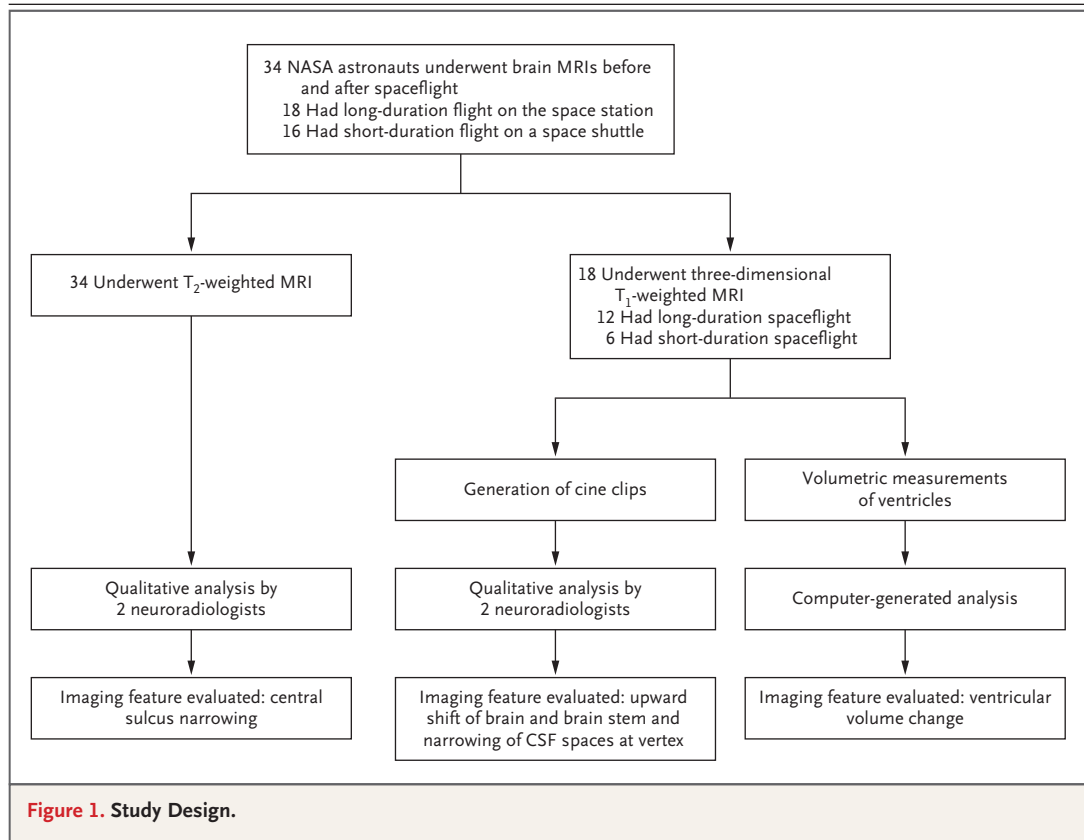 34 NASA astronauts underwent brain MRIs before
and after spaceflight
18 Had long-duration flight on the space station
16 Had short-duration flight on a space shuttle
34 Underwent T₂-weighted MRI
18 Underwent three-dimensional
T₁-weighted MRI
12 Had long-duration spaceflight
6 Had short-duration spaceflight
Generation of cine clips
Volumetric measurements
of ventricles
Qualitative analysis by
2 neuroradiologists
Qualitative analysis by
2 neuroradiologists
Computer-generated analysis
Imaging feature evaluated: central
sulcus narrowing
Imaging feature evaluated: upward
shift of brain and brain stem and
narrowing of CSF spaces at vertex
Imaging feature evaluated: ventricular
volume change
Figure 1. Study Design.